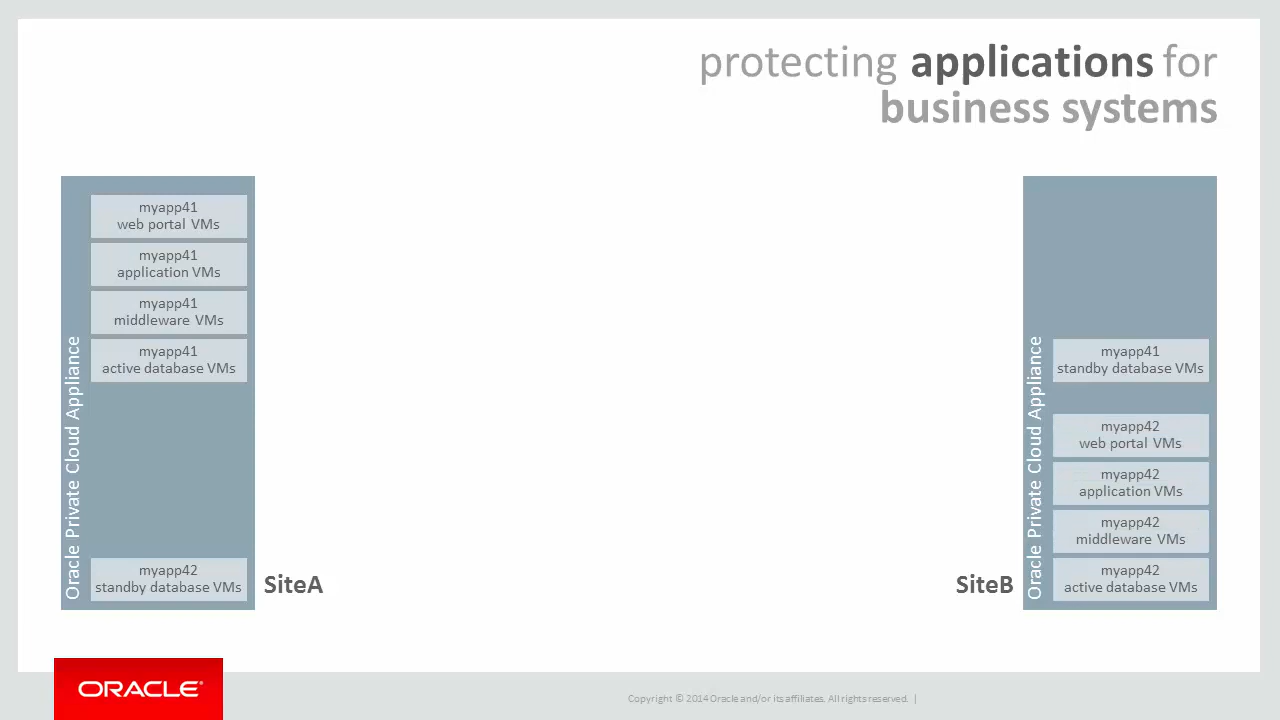 protecting applications for
business systems
Oracle Private Cloud Appliance
myapp41
web portal VMs
myapp41
application VMs
myapp41
middleware VMs
myapp41
active database VMs
myapp42
standby database VMs
SiteA
SiteB
Oracle Private Cloud Appliance
myapp41
standby database VMs
myapp42
web portal VMs
myapp42
application VMs
myapp42
middleware VMs
myapp42
active database VMs
ORACLE®
Copyright © 2014 Oracle and/or its affiliates. All rights reserved. |